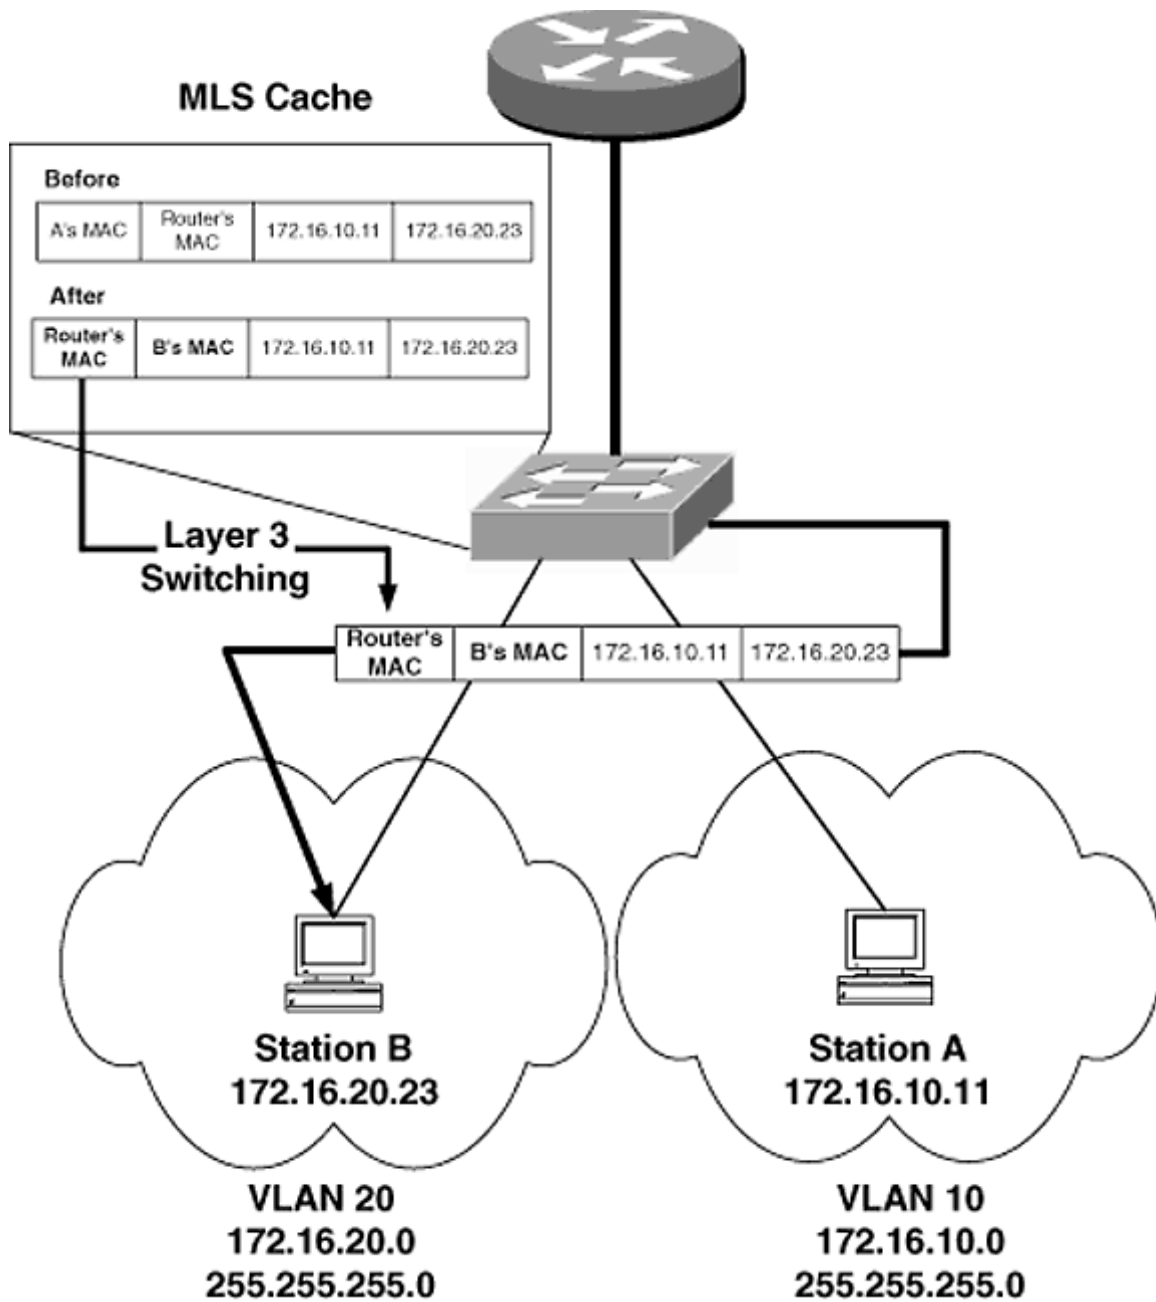 MLS Cache
Before
A's MAC
Router's
MAC
172.16.10.11
172.16.20.23
After
Router's
MAC
B's MAC
172.16.10.11
172.16.20.23
Layer 3
Switching
Router's
MAC
B's MAC
172.16.10.11
172.16.20.23
Station B
172.16.20.23
Station A
172.16.10.11
VLAN 20
172.16.20.0
255.255.255.0
VLAN 10
172.16.10.0
255.255.255.0